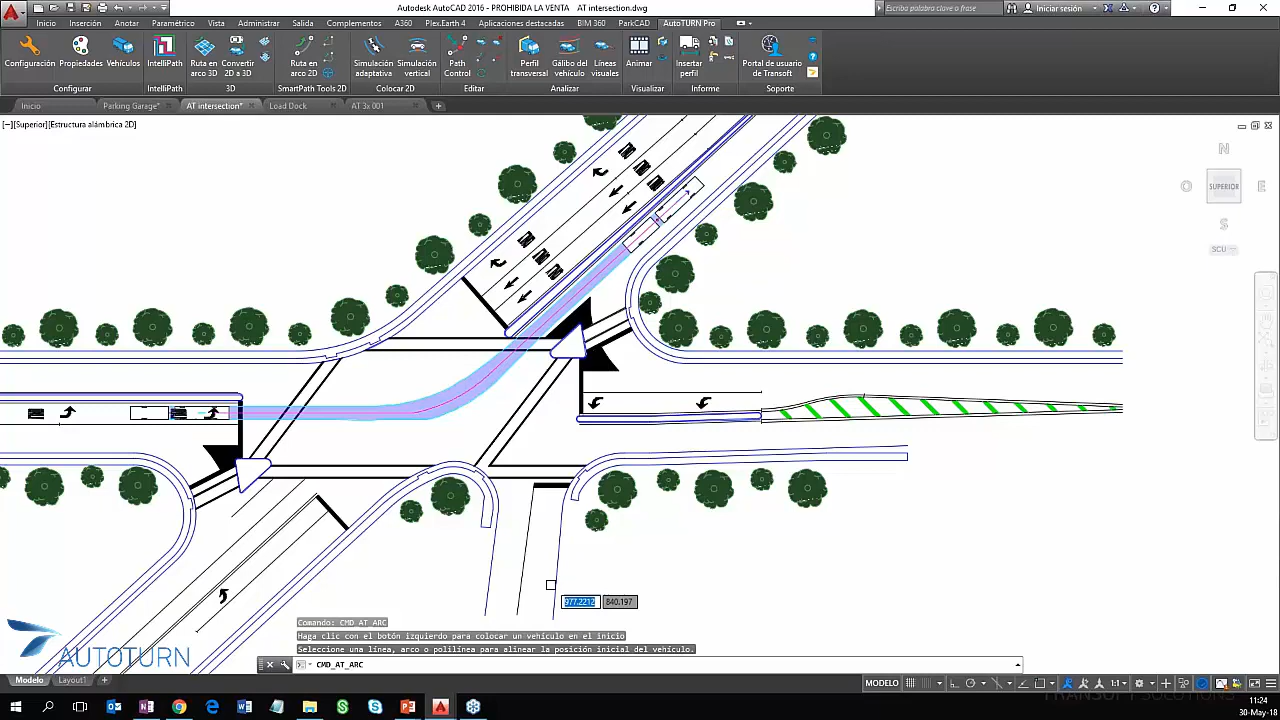 Autodesk AutoCAD 2016 - PROHIBIDA LA VENTA AT intersection.dwg
Escriba palabra clave o frase
Iniciar sesión
Inicio Inserción Anotar Paramétrico Vista Administrar Salida Complementos A360 Plex.Earth 4 Aplicaciones destacadas BIM 360 ParkCAD AutoTURN Pro
Configuración Propiedades Vehículos
IntelliPath
Ruta en arco 3D
Convertir 2D a 3D
Ruta en arco 2D
Simulación adaptativa
Simulación vertical
Path Control
Perfil transversal
Gálibo del vehículo
Líneas visuales
Animar
Insertar perfil
Portal de usuario de Transoft
Configurar IntelliPath 3D SmartPath Tools 2D Colocar 2D Editar Analizar Visualizar Informe Soporte
Inicio Parking Garage* AT intersection* Load Dock AT 3x 001
[−][Superior][Estructura alámbrica 2D]
N
O SUPERIOR E
S
SCU
977.2212 840.197
Comando: CMD_AT_ARC
Haga clic con el botón izquierdo para colocar un vehículo en el inicio
Seleccione una línea, arco o polilínea para alinear la posición inicial del vehículo.
CMD_AT_ARC
AUTOTURN
Modelo Layout1
MODELO
1:1
TRANSOFT SOLUTIONS
11:24
30-May-18